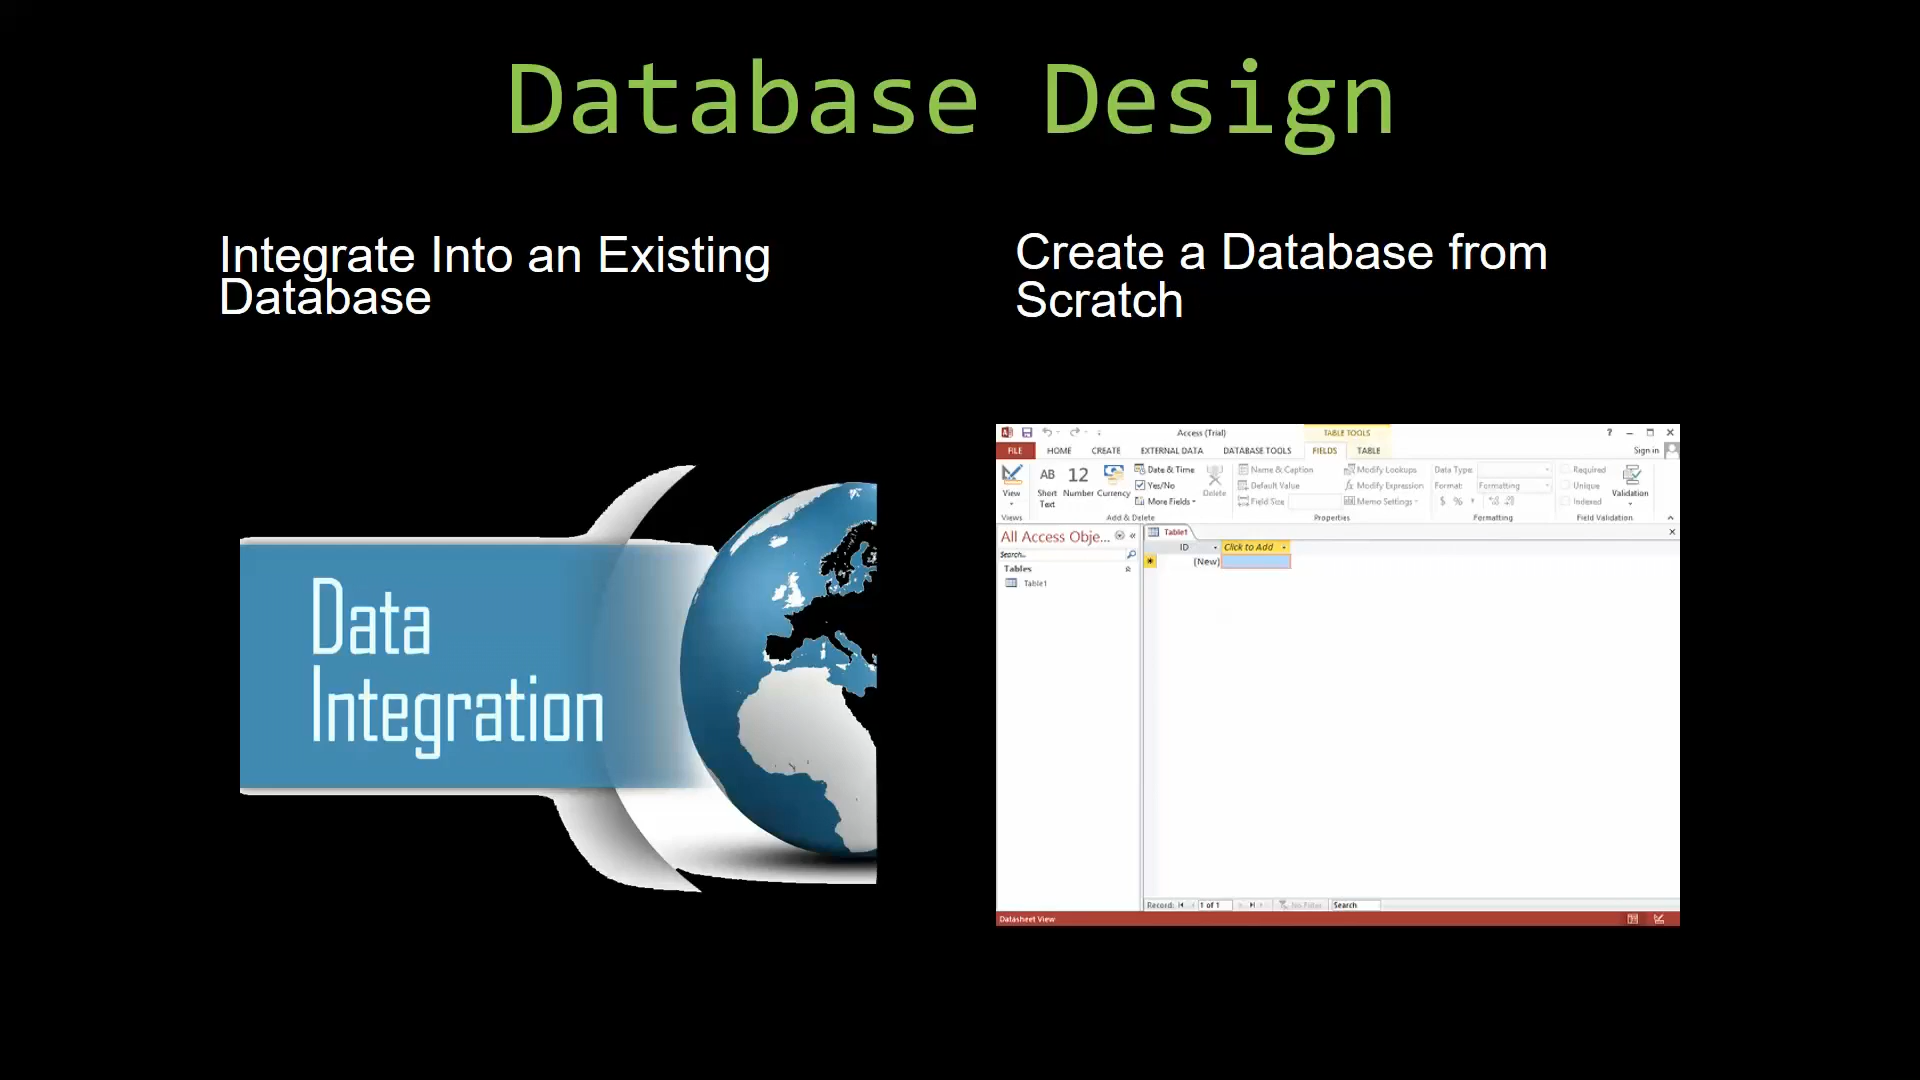 Database Design
Integrate Into an Existing
Database
Create a Database from
Scratch
Data
Integration
Access (Trial)
TABLE TOOLS
?
FILE HOME CREATE EXTERNAL DATA DATABASE TOOLS FIELDS TABLE Sign in
View
Views
AB
Short
Text
12
Number
Currency
Date & Time
Yes/No
More Fields
Delete
Add & Delete
Name & Caption
Default Value
Field Size
Modify Lookups
Modify Expression
Memo Settings
Properties
Data Type:
Format: Formatting
$ %
Formatting
Required
Unique
Indexed
Validation
Field Validation
All Access Obje...
Search...
Tables
Table1
Table1
ID Click to Add
(New)
Record: 1 of 1 No Filter Search
Datasheet View